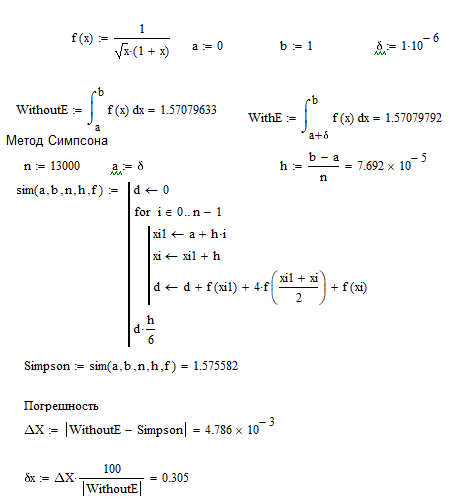 f(x) := 1/(√x·(1 + x))    a := 0    b := 1    δ := 1·10^-6
WithoutE := ∫_a^b f(x) dx = 1.57079633    WithE := ∫_{a+δ}^b f(x) dx = 1.57079792
Метод Симпсона
n := 13000    a := δ    h := (b − a)/n = 7.692 × 10^-5
sim(a,b,n,h,f) := | d ← 0
for i ∈ 0..n − 1
xi1 ← a + h·i
xi ← xi1 + h
d ← d + f(xi1) + 4·f((xi1 + xi)/2) + f(xi)
d·h/6
Simpson := sim(a,b,n,h,f) = 1.575582
Погрешность
ΔX := |WithoutE − Simpson| = 4.786 × 10^-3
δx := ΔX·100/|WithoutE| = 0.305